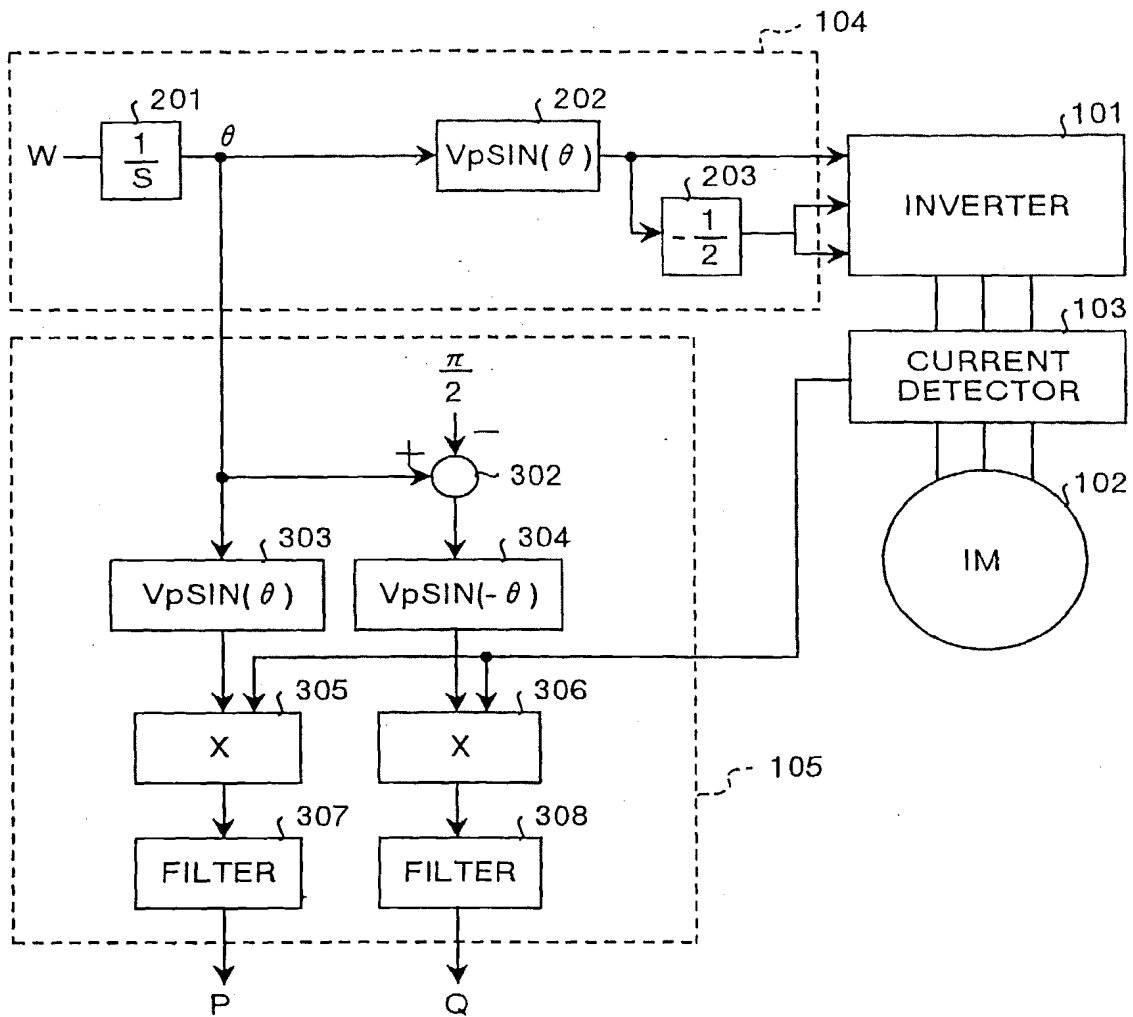 104
201
202
101
W
1
S
θ
VpSIN( θ )
203
INVERTER
- 1
2
103
CURRENT
DETECTOR
π
2
−
+
302
102
303
304
IM
VpSIN( θ )
VpSIN(- θ )
305
306
X
X
105
307
308
FILTER
FILTER
P
Q